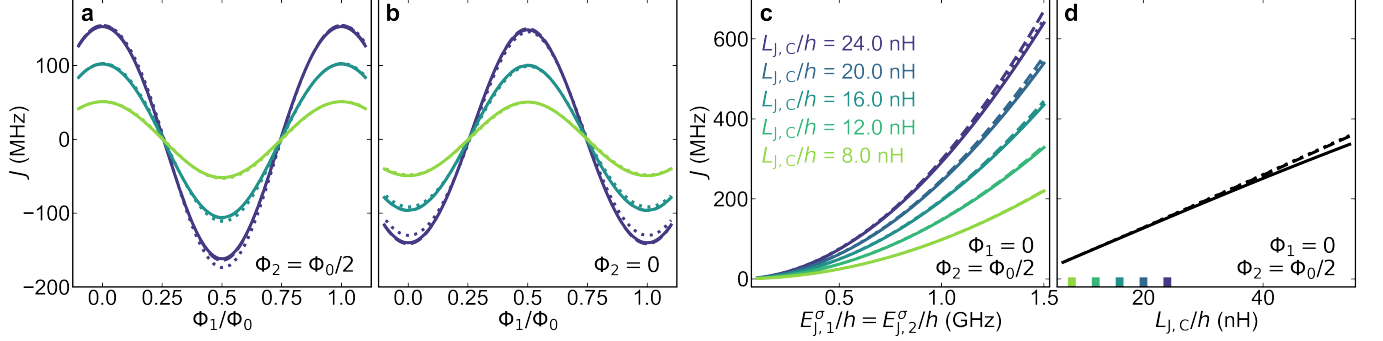 a
J (MHz)
100
0
−100
−200
0.0
0.25
0.5
0.75
1.0
Φ1/Φ0
Φ2 = Φ0/2
b
0.0
0.25
0.5
0.75
1.0
Φ1/Φ0
Φ2 = 0
c
J (MHz)
600
400
200
0
LJ, C/h = 24.0 nH
LJ, C/h = 20.0 nH
LJ, C/h = 16.0 nH
LJ, C/h = 12.0 nH
LJ, C/h = 8.0 nH
Φ1 = 0
Φ2 = Φ0/2
0.5
1.0
1.5
EσJ, 1/h = EσJ, 2/h (GHz)
d
Φ1 = 0
Φ2 = Φ0/2
20
40
LJ, C/h (nH)